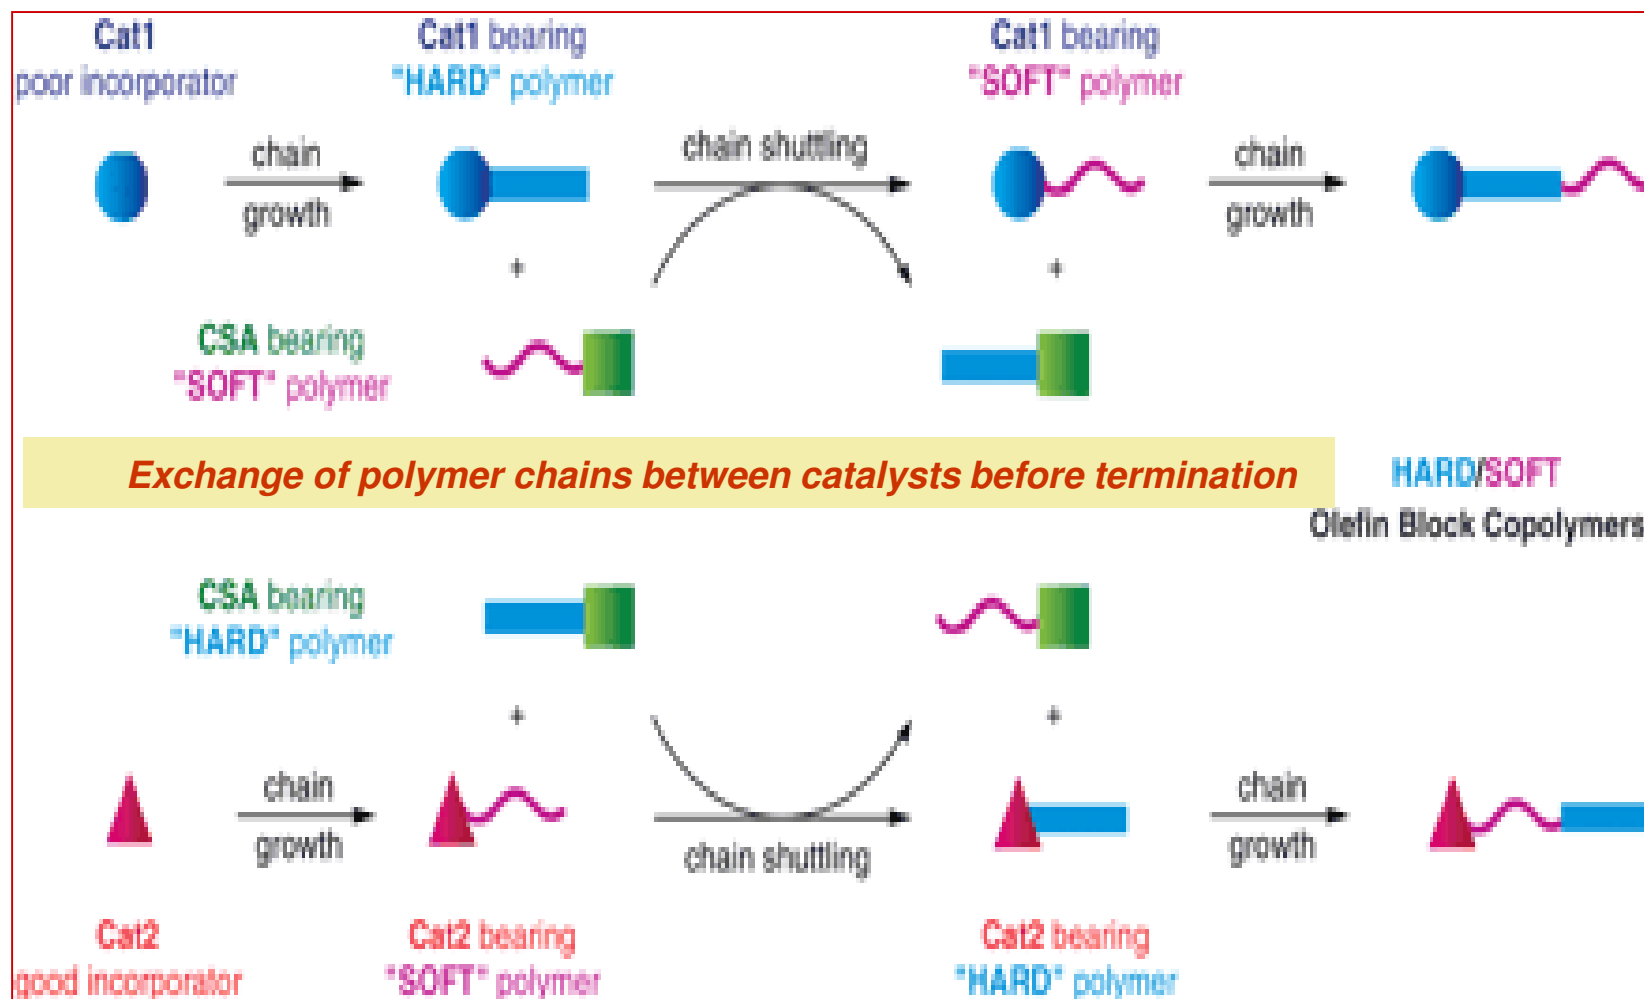 Cat1
poor incorporator
Cat1 bearing
"HARD" polymer
Cat1 bearing
"SOFT" polymer
chain
growth
chain shuttling
chain
growth
+
+
CSA bearing
"SOFT" polymer
Exchange of polymer chains between catalysts before termination
HARD/SOFT
Olefin Block Copolymers
CSA bearing
"HARD" polymer
+
+
chain
growth
chain shuttling
chain
growth
Cat2
good incorporator
Cat2 bearing
"SOFT" polymer
Cat2 bearing
"HARD" polymer